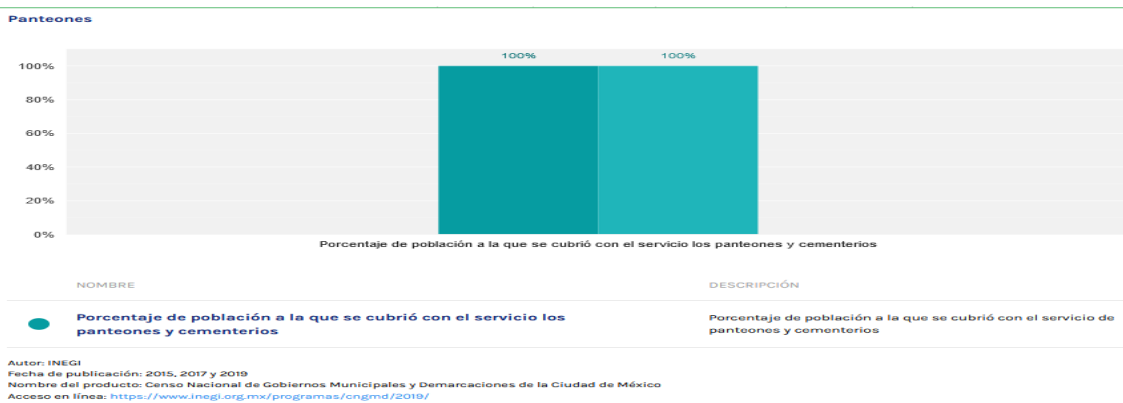 Panteones
100%
100%
100%
80%
60%
40%
20%
0%
Porcentaje de población a la que se cubrió con el servicio los panteones y cementerios
NOMBRE
DESCRIPCIÓN
Porcentaje de población a la que se cubrió con el servicio los
panteones y cementerios
Porcentaje de población a la que se cubrió con el servicio de
panteones y cementerios
Autor: INEGI
Fecha de publicación: 2015, 2017 y 2019
Nombre del producto: Censo Nacional de Gobiernos Municipales y Demarcaciones de la Ciudad de México
Acceso en línea: https://www.inegi.org.mx/programas/cngmd/2019/